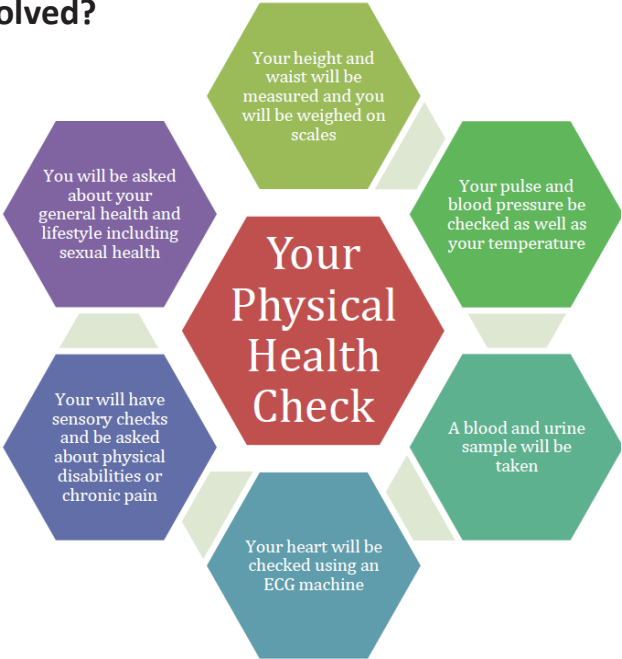 olved?
Your height and
waist will be
measured and you
will be weighed on
scales
Your pulse and
blood pressure be
checked as well as
your temperature
A blood and urine
sample will be
taken
Your heart will be
checked using an
ECG machine
Your will have
sensory checks
and be asked
about physical
disabilities or
chronic pain
You will be asked
about your
general health and
lifestyle including
sexual health
Your
Physical
Health
Check